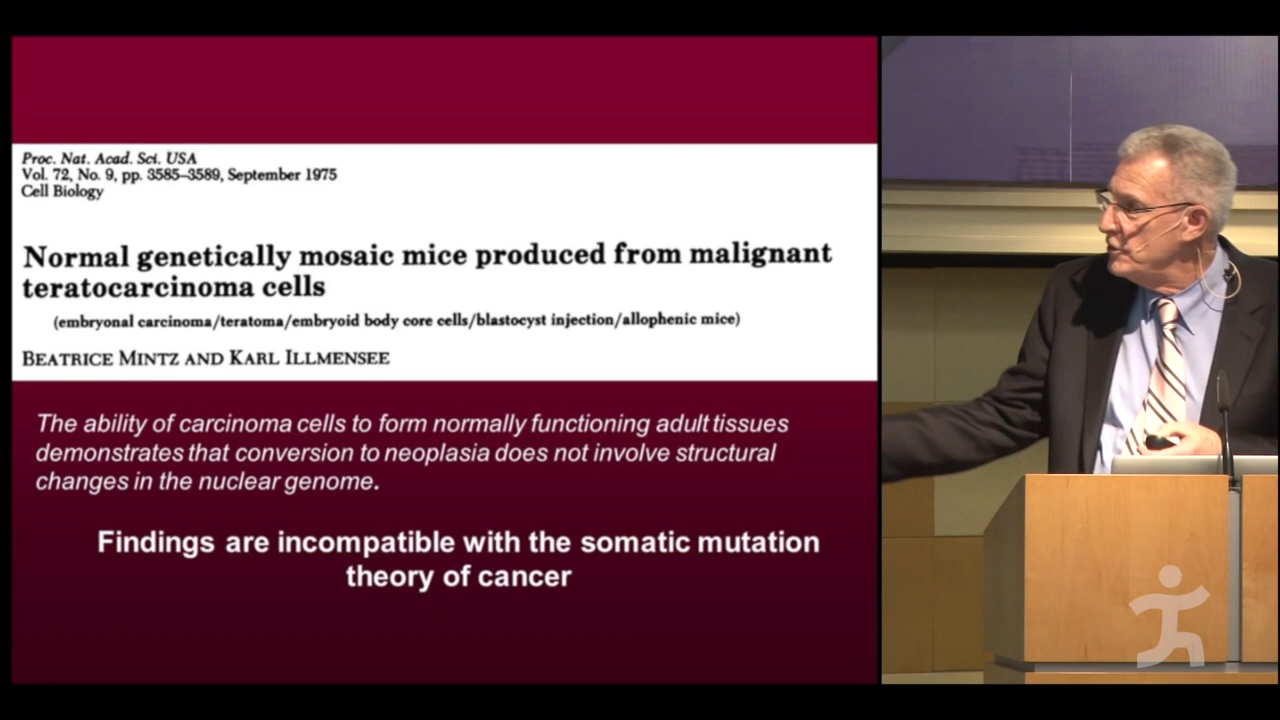 Proc. Nat. Acad. Sci. USA
Vol. 72, No. 9, pp. 3585–3589, September 1975
Cell Biology
Normal genetically mosaic mice produced from malignant
teratocarcinoma cells
(embryonal carcinoma/teratoma/embryoid body core cells/blastocyst injection/allophenic mice)
BEATRICE MINTZ AND KARL ILLMENSEE
The ability of carcinoma cells to form normally functioning adult tissues
demonstrates that conversion to neoplasia does not involve structural
changes in the nuclear genome.
Findings are incompatible with the somatic mutation
theory of cancer